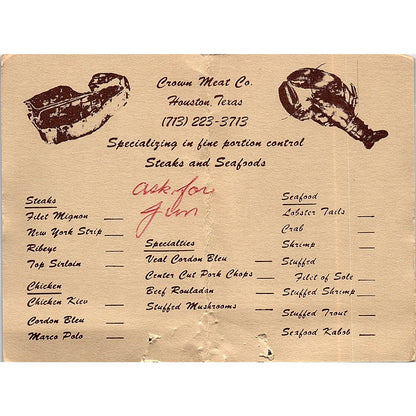 Crown Meat Co.
Houston, Texas
(713) 223-3713
Specializing in fine portion control
Steaks and Seafoods
ask for
Jim
Steaks
Filet Mignon
New York Strip
Ribeye
Top Sirloin
Chicken
Chicken Kiev
Cordon Bleu
Marco Polo
Specialties
Veal Cordon Bleu
Center Cut Pork Chops
Beef Rouladan
Stuffed Mushrooms
Seafood
Lobster Tails
Crab
Shrimp
Stuffed
Filet of Sole
Stuffed Shrimp
Stuffed Trout
Seafood Kabob